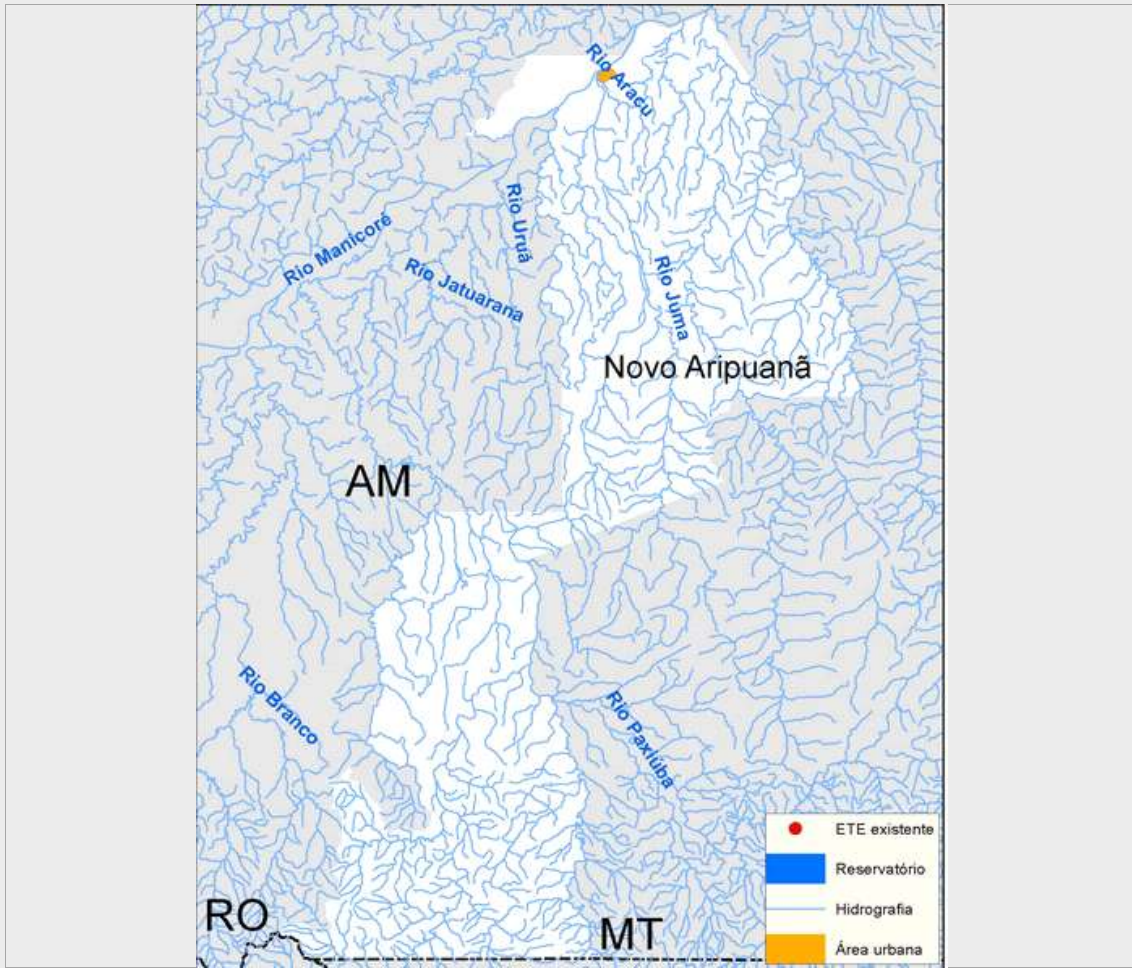 Rio Aracu
Rio Uruá
Rio Manicoré
Rio Jatuarana
Rio Juma
Novo Aripuanã
AM
Rio Branco
Rio Paxiúba
ETE existente
Reservatório
Hidrografia
Área urbana
RO
MT